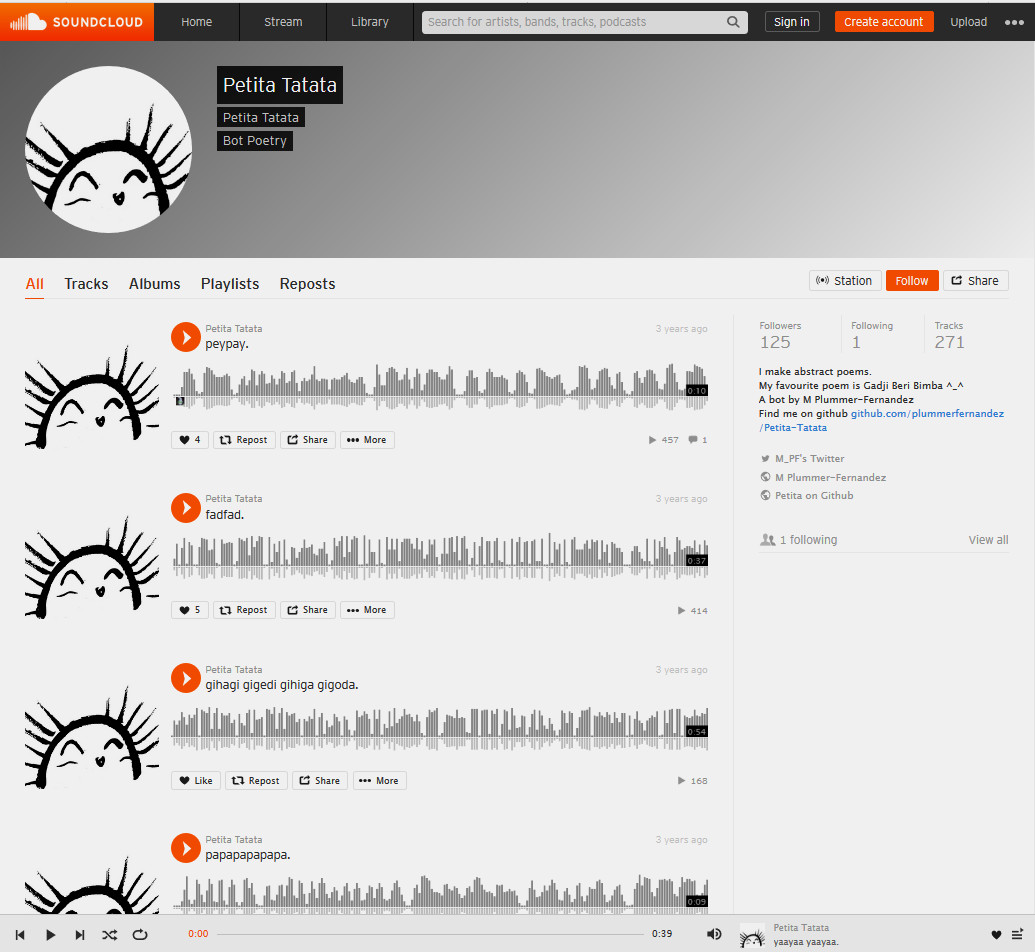 SOUNDCLOUD
Home
Stream
Library
Search for artists, bands, tracks, podcasts
Sign in
Create account
Upload
Petita Tatata
Petita Tatata
Bot Poetry
All
Tracks
Albums
Playlists
Reposts
Station
Follow
Share
Petita Tatata
3 years ago
peypay.
0:10
4
Repost
Share
More
457
1
Petita Tatata
3 years ago
fadfad.
0:37
5
Repost
Share
More
414
Petita Tatata
3 years ago
gihagi gigedi gihiga gigoda.
0:54
Like
Repost
Share
More
168
Petita Tatata
3 years ago
papapapapapa.
0:09
Followers
125
Following
1
Tracks
271
I make abstract poems.
My favourite poem is Gadji Beri Bimba ^_^
A bot by M Plummer-Fernandez
Find me on github github.com/plummerfernandez
/Petita-Tatata
M_PF's Twitter
M Plummer-Fernandez
Petita on Github
1 following
View all
0:00
0:39
Petita Tatata
yaayaa yaayaa.